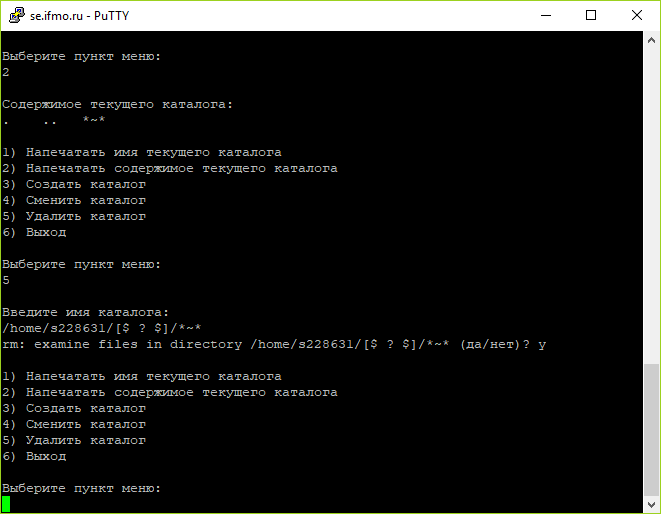 se.ifmo.ru - PuTTY
Выберите пункт меню:
2
Содержимое текущего каталога:
.    ..   *~*
1) Напечатать имя текущего каталога
2) Напечатать содержимое текущего каталога
3) Создать каталог
4) Сменить каталог
5) Удалить каталог
6) Выход
Выберите пункт меню:
5
Введите имя каталога:
/home/s228631/[$ ? $]/*~*
rm: examine files in directory /home/s228631/[$ ? $]/*~* (да/нет)? y
1) Напечатать имя текущего каталога
2) Напечатать содержимое текущего каталога
3) Создать каталог
4) Сменить каталог
5) Удалить каталог
6) Выход
Выберите пункт меню: